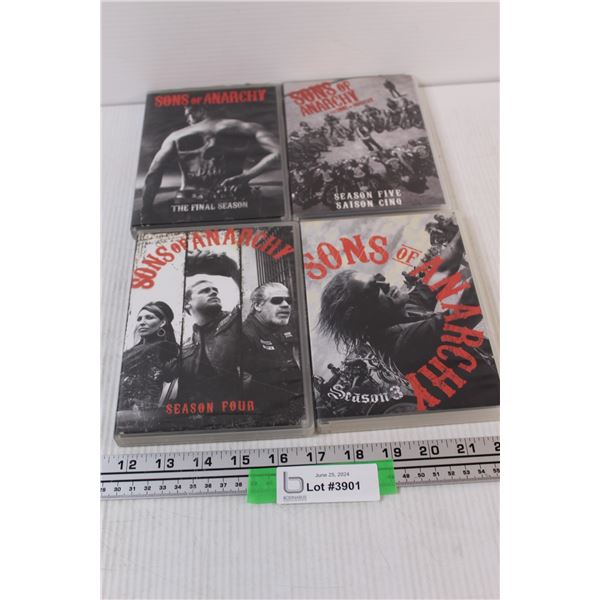 SONS OF ANARCHY
THE FINAL SEASON
SONS OF
ANARCHY
SEASON FIVE
SAISON CINQ
SONS OF ANARCHY
SEASON FOUR
SONS OF ANARCHY
Season 3
12 13 14 15 16 17 18 19 20 21 2
June 25, 2024
Lot #3901